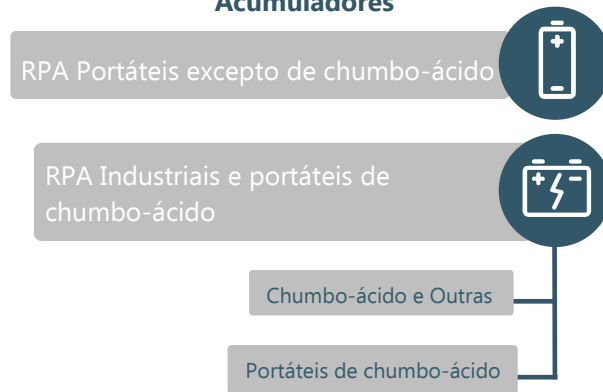 Acumuladores
RPA Portáteis excepto de chumbo-ácido
RPA Industriais e portáteis de
chumbo-ácido
Chumbo-ácido e Outras
Portáteis de chumbo-ácido